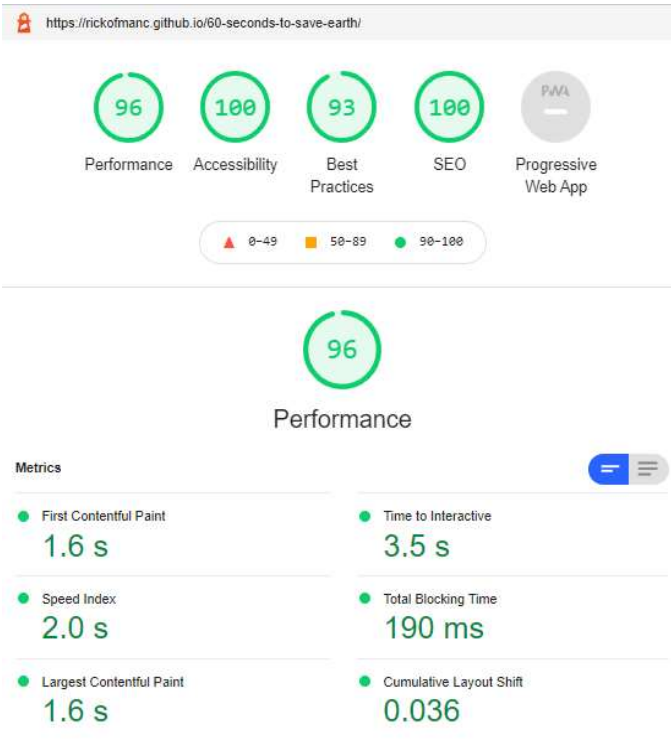 https://rickofmanc.github.io/60-seconds-to-save-earth/
96 100 93 100 PWA
Performance Accessibility Best Practices SEO Progressive Web App
0-49 50-89 90-100
96
Performance
Metrics
First Contentful Paint
1.6 s
Time to Interactive
3.5 s
Speed Index
2.0 s
Total Blocking Time
190 ms
Largest Contentful Paint
1.6 s
Cumulative Layout Shift
0.036